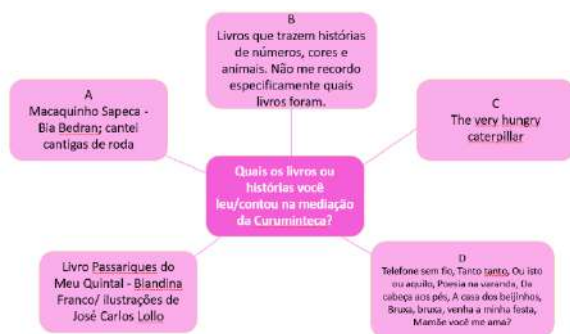 B
Livros que trazem histórias
de números, cores e
animais. Não me recordo
especificamente quais
livros foram.
A
Macaquinho Sapeca -
Bia Bedran; cantei
cantigas de roda
C
The very hungry
caterpillar
Quais os livros ou
histórias você
leu/contou na mediação
da Curuminteca?
Livro Passariques do
Meu Quintal - Blandina
Franco/ ilustrações de
José Carlos Lollo
D
Telefone sem fio, Tanto tanto, Ou isto
ou aquilo, Poesia na varanda, Da
cabeça aos pés, A casa dos beijinhos,
Bruxa, bruxa, venha a minha festa,
Mamãe você me ama?